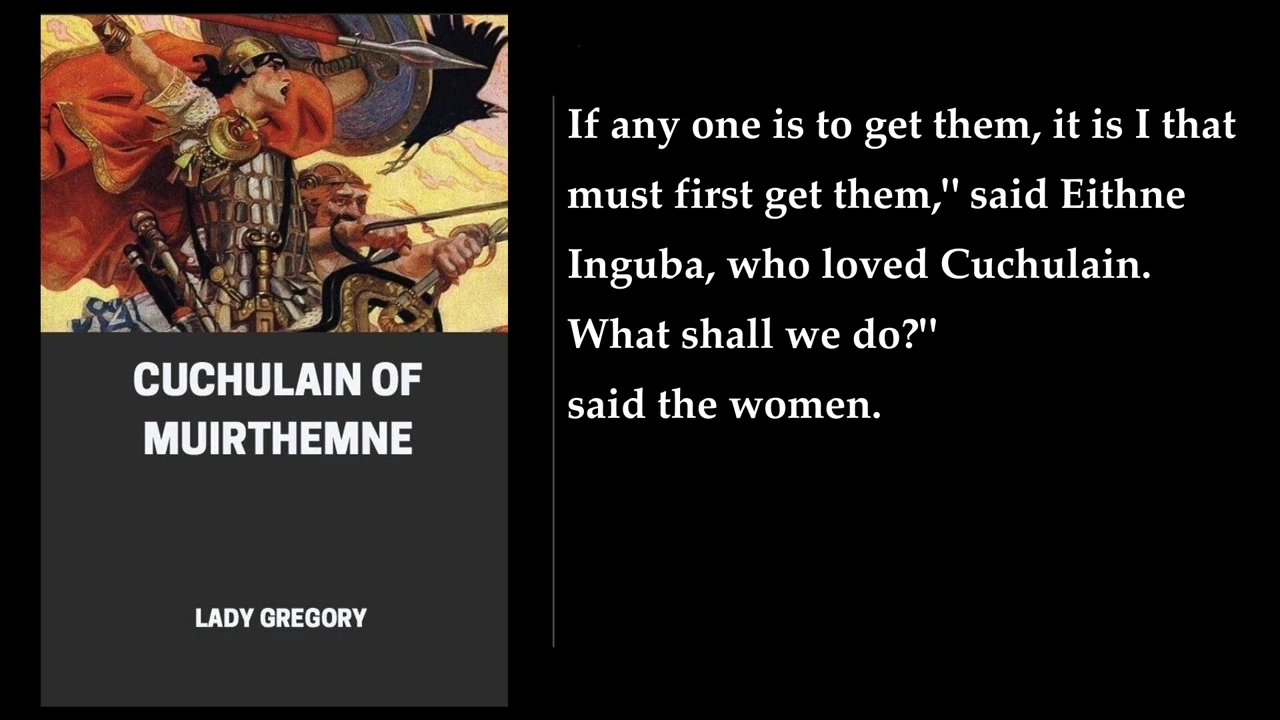 CUCHULAIN OF
MUIRTHEMNE
LADY GREGORY
If any one is to get them, it is I that
must first get them," said Eithne
Inguba, who loved Cuchulain.
What shall we do?"
said the women.